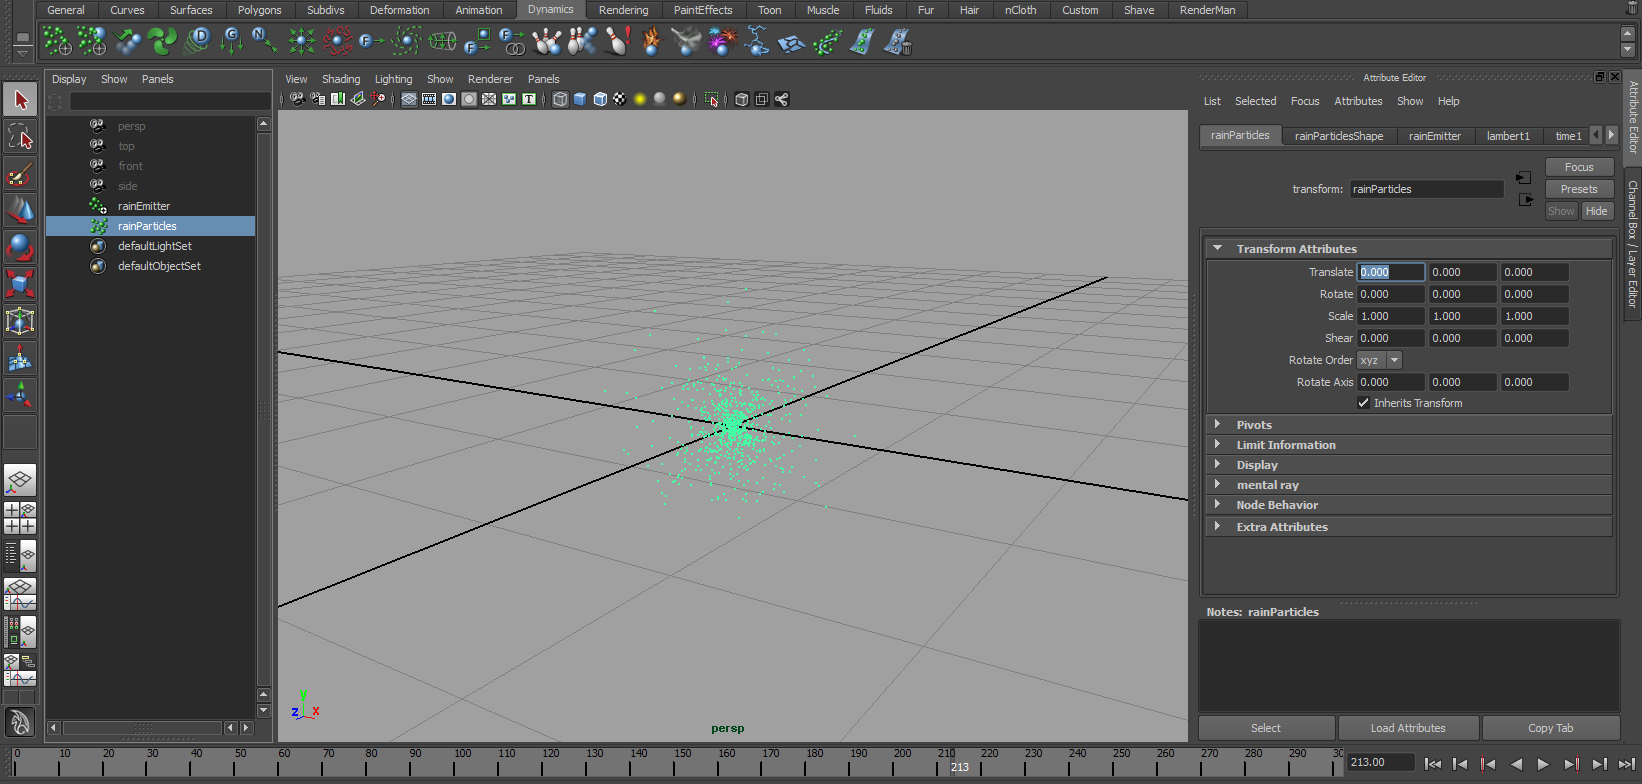 General Curves Surfaces Polygons Subdivs Deformation Animation Dynamics Rendering PaintEffects Toon Muscle Fluids Fur Hair nCloth Custom Shave RenderMan
Display Show Panels
View Shading Lighting Show Renderer Panels
Attribute Editor
List Selected Focus Attributes Show Help
rainParticles rainParticlesShape rainEmitter lambert1 time1
persp
top
front
side
rainEmitter
rainParticles
defaultLightSet
defaultObjectSet
transform: rainParticles
Focus
Presets
Show Hide
Transform Attributes
Translate 0.000 0.000 0.000
Rotate 0.000 0.000 0.000
Scale 1.000 1.000 1.000
Shear 0.000 0.000 0.000
Rotate Order xyz
Rotate Axis 0.000 0.000 0.000
Inherits Transform
Pivots
Limit Information
Display
mental ray
Node Behavior
Extra Attributes
Notes: rainParticles
Select Load Attributes Copy Tab
Attribute Editor
Channel Box / Layer Editor
Y
Z X
persp
0 10 20 30 40 50 60 70 80 90 100 110 120 130 140 150 160 170 180 190 200 210 220 230 240 250 260 270 280 290 30
213
213.00